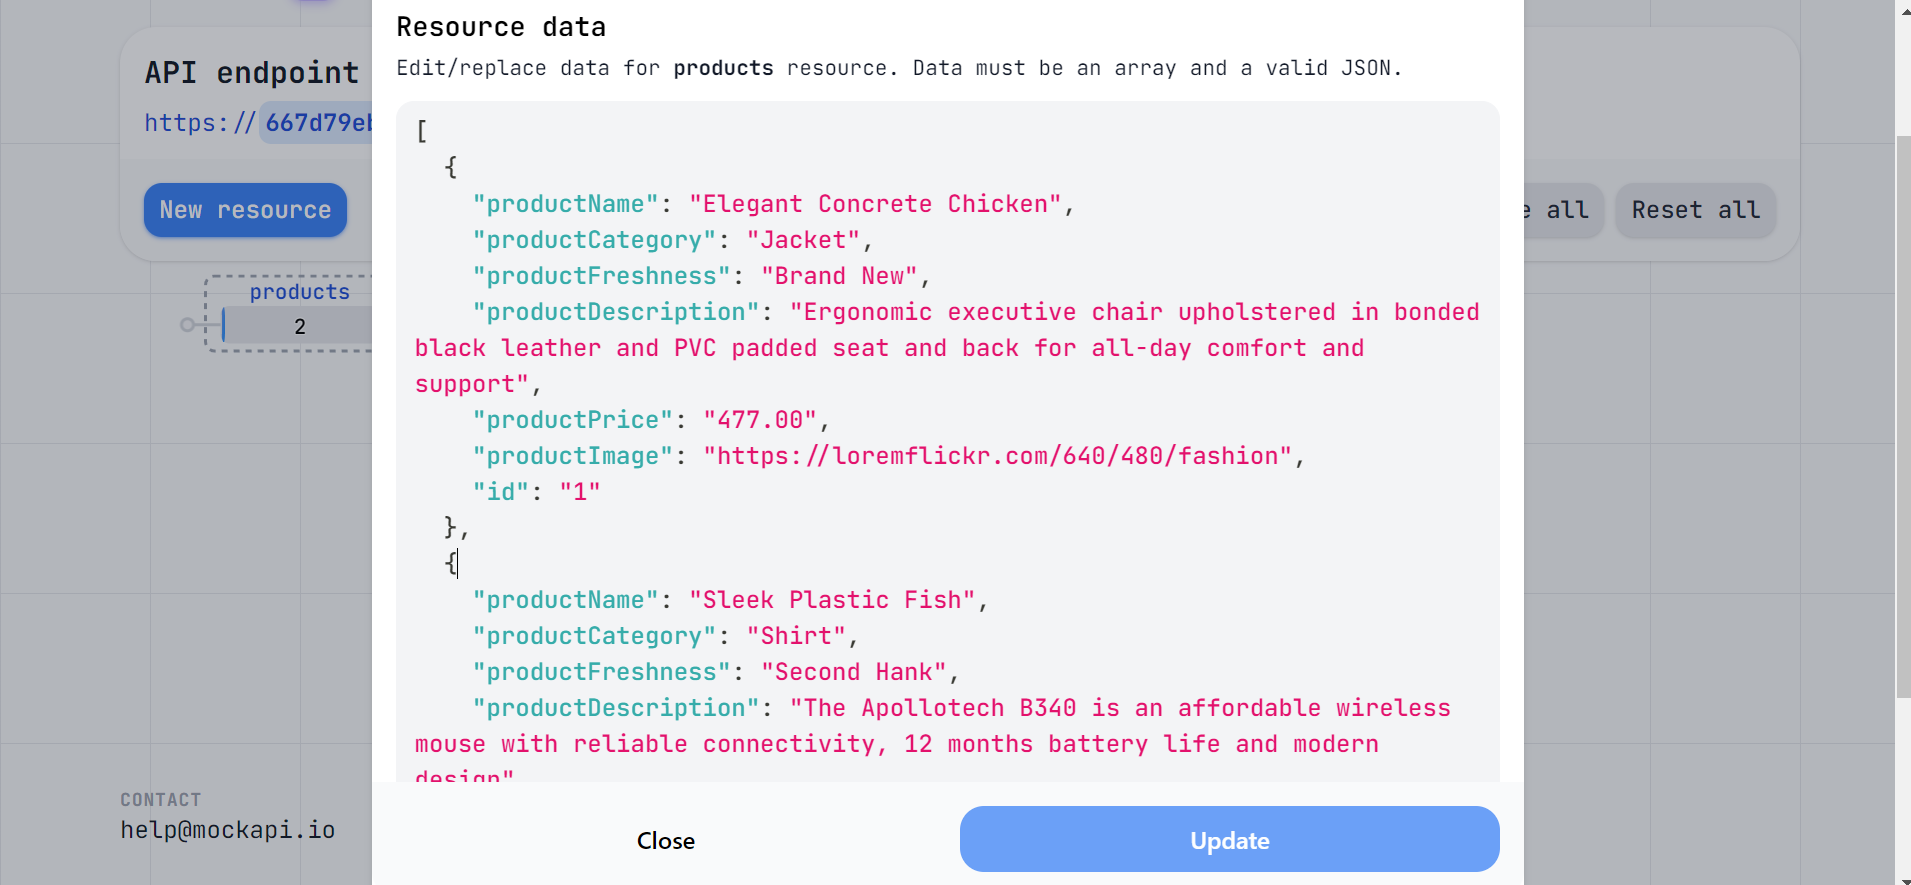 Resource data
Edit/replace data for products resource. Data must be an array and a valid JSON.
API endpoint
https://667d79eb
New resource
all
Reset all
products
2
[
{
"productName": "Elegant Concrete Chicken",
"productCategory": "Jacket",
"productFreshness": "Brand New",
"productDescription": "Ergonomic executive chair upholstered in bonded
black leather and PVC padded seat and back for all-day comfort and
support",
"productPrice": "477.00",
"productImage": "https://loremflickr.com/640/480/fashion",
"id": "1"
},
{
"productName": "Sleek Plastic Fish",
"productCategory": "Shirt",
"productFreshness": "Second Hank",
"productDescription": "The Apollotech B340 is an affordable wireless
mouse with reliable connectivity, 12 months battery life and modern
design"
Close
Update
CONTACT
help@mockapi.io